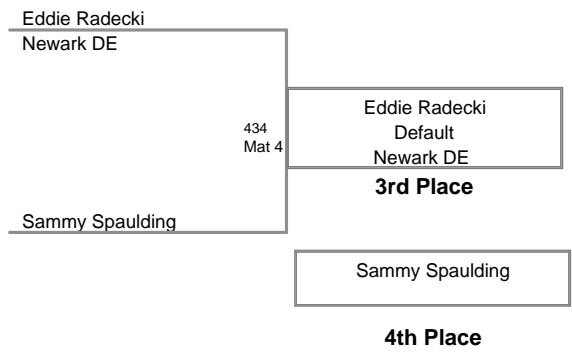 Eddie Radecki
Newark DE
434
Mat 4
Eddie Radecki
Default
Newark DE
3rd Place
Sammy Spaulding
Sammy Spaulding
4th Place